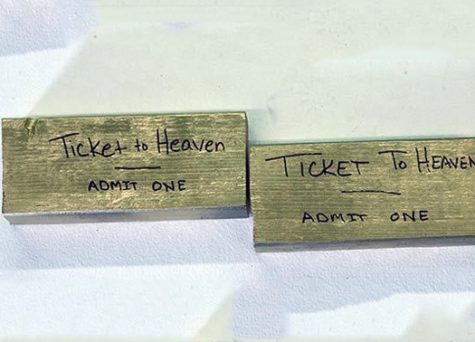 Ticket to Heaven
ADMIT ONE
TICKET TO HEAVEN
ADMIT ONE